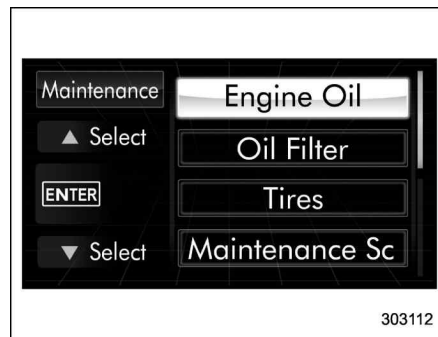 Maintenance
▲ Select
ENTER
▼ Select
Engine Oil
Oil Filter
Tires
Maintenance Sc
303112